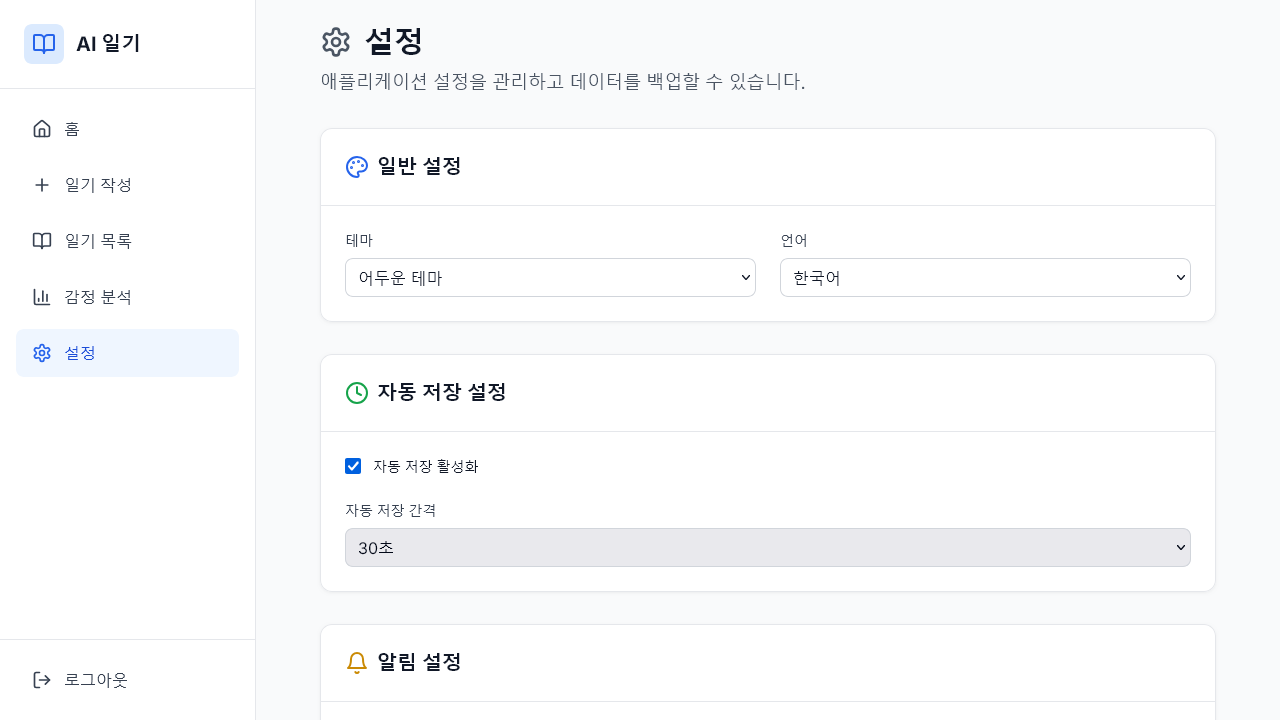 AI 일기
홈
일기 작성
일기 목록
감정 분석
설정
로그아웃
설정
애플리케이션 설정을 관리하고 데이터를 백업할 수 있습니다.
일반 설정
테마
어두운 테마
언어
한국어
자동 저장 설정
자동 저장 활성화
자동 저장 간격
30초
알림 설정